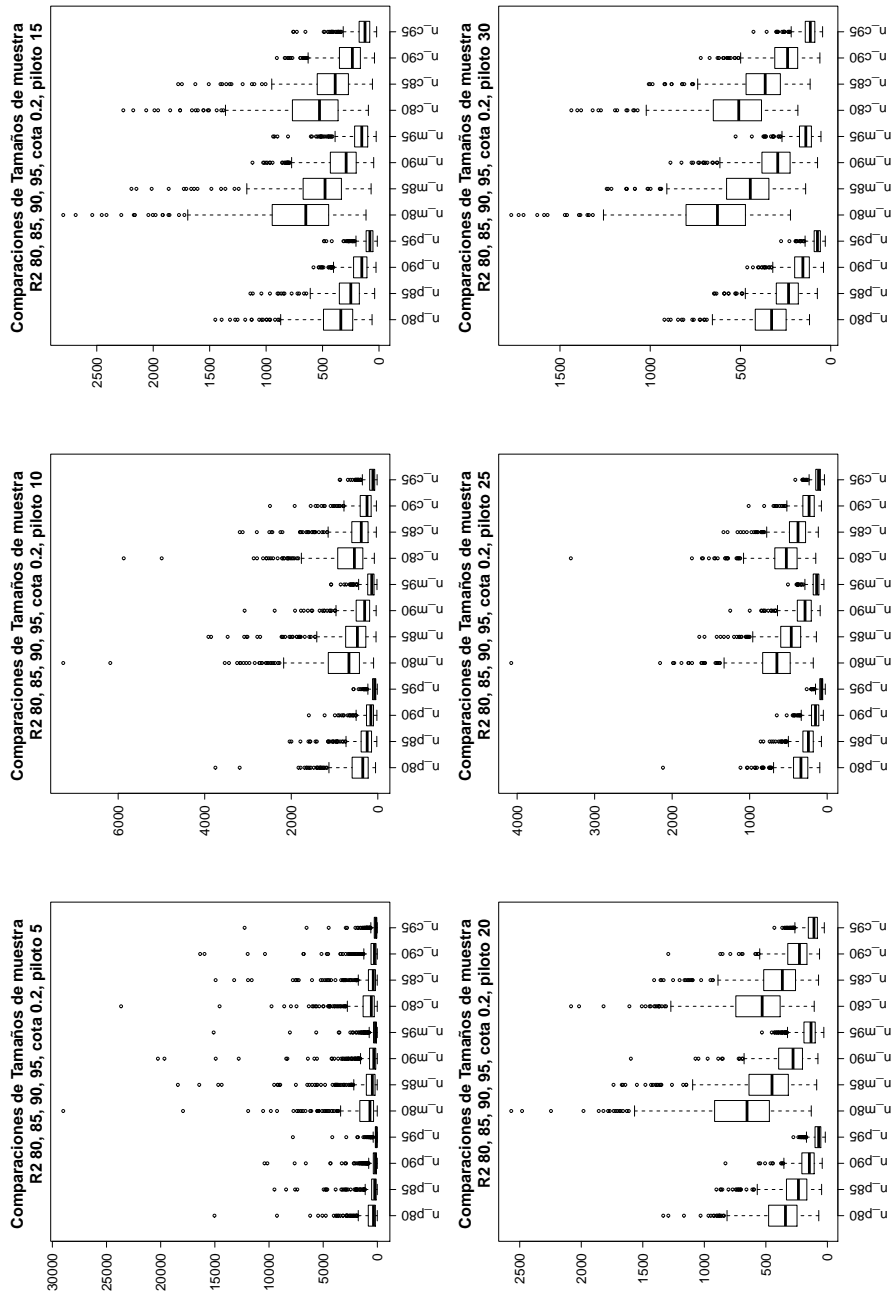 Comparaciones de Tamaños de muestra
R2 80, 85, 90, 95, cota 0.2, piloto 5
30000
25000
20000
15000
10000
5000
0
n_p80
n_p85
n_p90
n_p95
n_m80
n_m85
n_m90
n_m95
n_c80
n_c85
n_c90
n_c95
Comparaciones de Tamaños de muestra
R2 80, 85, 90, 95, cota 0.2, piloto 10
6000
4000
2000
0
n_p80
n_p85
n_p90
n_p95
n_m80
n_m85
n_m90
n_m95
n_c80
n_c85
n_c90
n_c95
Comparaciones de Tamaños de muestra
R2 80, 85, 90, 95, cota 0.2, piloto 15
2500
2000
1500
1000
500
0
n_p80
n_p85
n_p90
n_p95
n_m80
n_m85
n_m90
n_m95
n_c80
n_c85
n_c90
n_c95
Comparaciones de Tamaños de muestra
R2 80, 85, 90, 95, cota 0.2, piloto 20
2500
2000
1500
1000
500
0
n_p80
n_p85
n_p90
n_p95
n_m80
n_m85
n_m90
n_m95
n_c80
n_c85
n_c90
n_c95
Comparaciones de Tamaños de muestra
R2 80, 85, 90, 95, cota 0.2, piloto 25
4000
3000
2000
1000
0
n_p80
n_p85
n_p90
n_p95
n_m80
n_m85
n_m90
n_m95
n_c80
n_c85
n_c90
n_c95
Comparaciones de Tamaños de muestra
R2 80, 85, 90, 95, cota 0.2, piloto 30
1500
1000
500
0
n_p80
n_p85
n_p90
n_p95
n_m80
n_m85
n_m90
n_m95
n_c80
n_c85
n_c90
n_c95